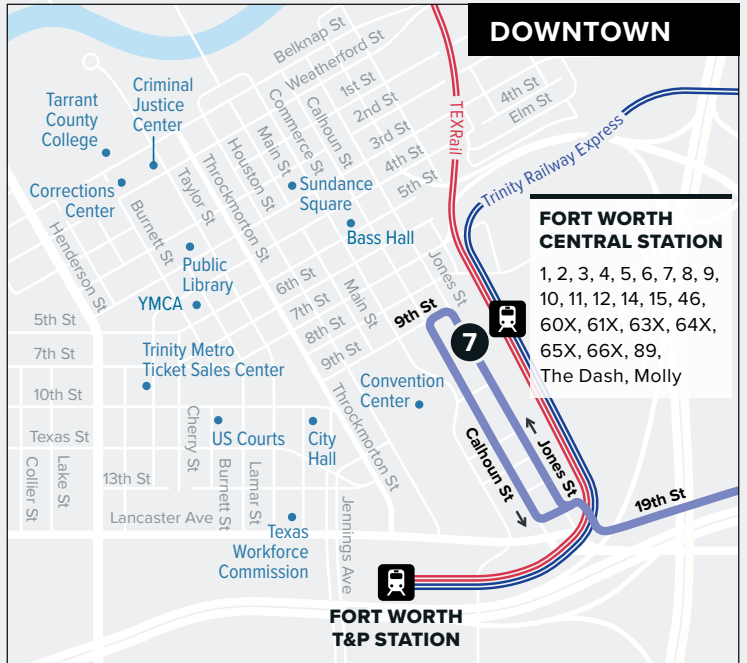 DOWNTOWN
Belknap St
Weatherford St
1st St
2nd St
3rd St
4th St
5th St
4th St
Elm St
TEXRail
Trinity Railway Express
Criminal
Justice
Center
Tarrant
County
College
Corrections
Center
Houston St
Main St
Commerce St
Calhoun St
Throckmorton St
Taylor St
Burnett St
Henderson St
Sundance
Square
Bass Hall
Public
Library
YMCA
6th St
7th St
8th St
9th St
Main St
Jones St
FORT WORTH
CENTRAL STATION
1, 2, 3, 4, 5, 6, 7, 8, 9,
10, 11, 12, 14, 15, 46,
60X, 61X, 63X, 64X,
65X, 66X, 89,
The Dash, Molly
9th St
7
5th St
7th St
10th St
Texas St
13th St
Lancaster Ave
Trinity Metro
Ticket Sales Center
Convention
Center
Throckmorton St
US Courts
City
Hall
Cherry St
Burnett St
Lamar St
Collier St
Lake St
Calhoun St
Jones St
19th St
Texas
Workforce
Commission
Jennings Ave
FORT WORTH
T&P STATION